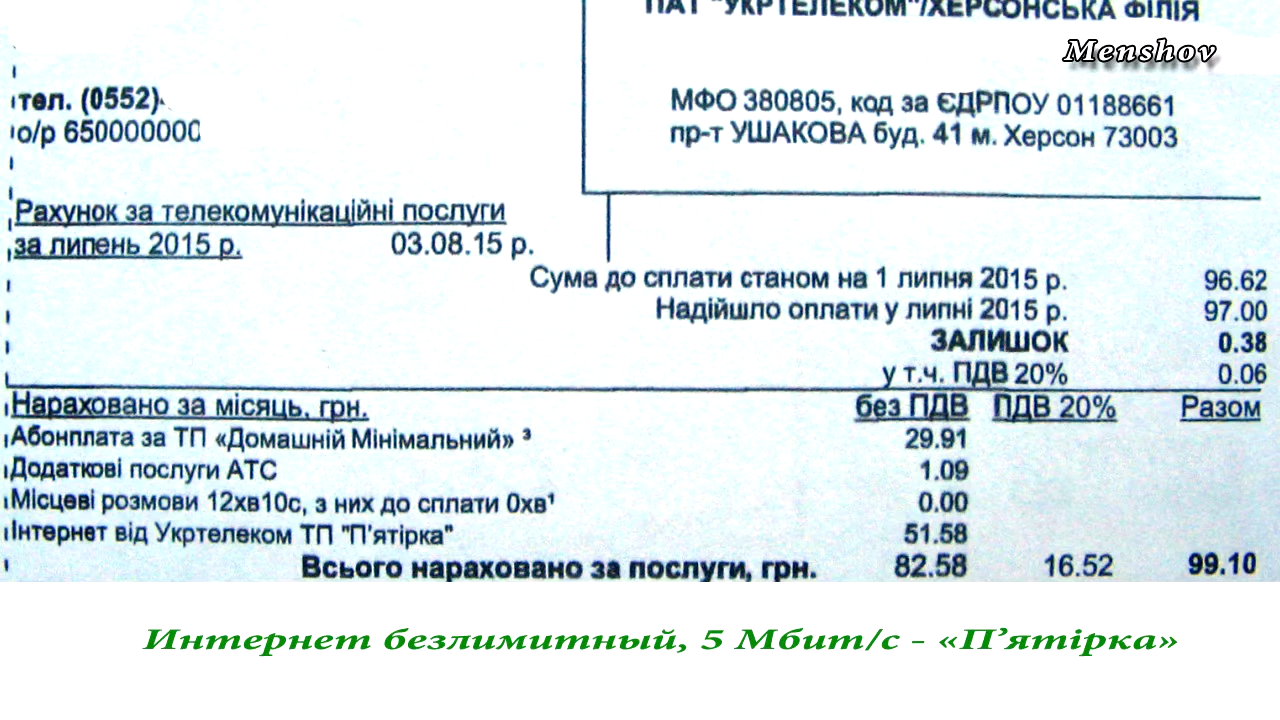 ПАТ "УКРТЕЛЕКОМ"/ХЕРСОНСЬКА ФІЛІЯ
Menshov
тел. (0552)
о/р 650000000
МФО 380805, код за ЄДРПОУ 01188661
пр-т УШАКОВА буд. 41 м. Херсон 73003
Рахунок за телекомунікаційні послуги
за липень 2015 р. 03.08.15 р.
Сума до сплати станом на 1 липня 2015 р. 96.62
Надійшло оплати у липні 2015 р. 97.00
ЗАЛИШОК 0.38
у т.ч. ПДВ 20% 0.06
Нараховано за місяць, грн. без ПДВ ПДВ 20% Разом
Абонплата за ТП «Домашній Мінімальний» ³ 29.91
Додаткові послуги АТС 1.09
Місцеві розмови 12хв10с, з них до сплати 0хв¹ 0.00
Інтернет від Укртелеком ТП "П'ятірка" 51.58
Всього нараховано за послуги, грн. 82.58 16.52 99.10
Интернет безлимитный, 5 Мбит/с - «П’ятірка»